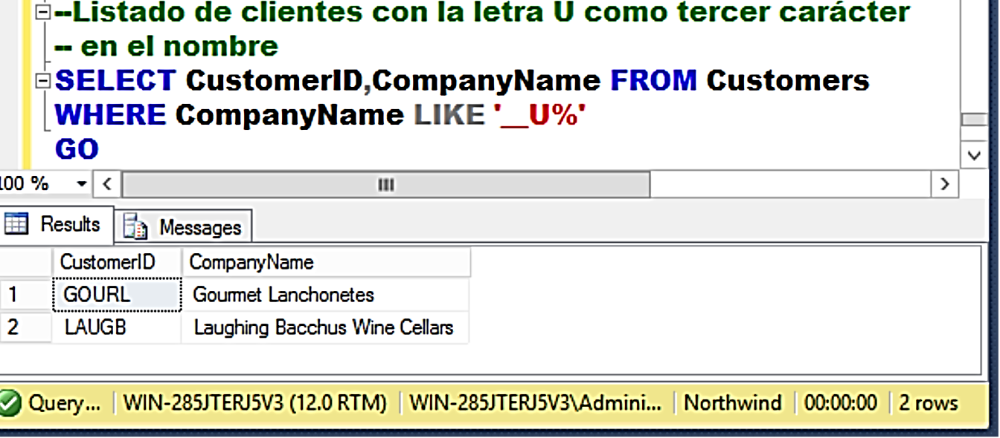 --Listado de clientes con la letra U como tercer carácter
-- en el nombre
SELECT CustomerID,CompanyName FROM Customers
WHERE CompanyName LIKE '__U%'
GO
100 %
Results Messages
CustomerID CompanyName
1 GOURL Gourmet Lanchonetes
2 LAUGB Laughing Bacchus Wine Cellars
Query... WIN-285JTERJ5V3 (12.0 RTM) WIN-285JTERJ5V3\Admini... Northwind 00:00:00 2 rows